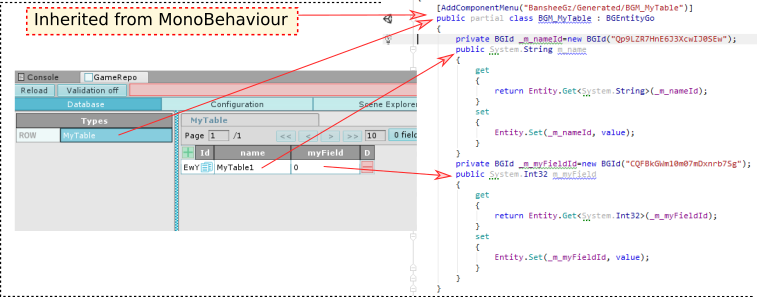 Inherited from MonoBehaviour
Console
GameRepo
Reload
Validation off
Database
Configuration
Scene Explorer
Types
ROW
MyTable
MyTable
Page 1 /1
<< < > >> 10
0 field
Id
name
myField
D
EwY
MyTable1
0
[AddComponentMenu("BansheeGz/Generated/BGM_MyTable")]
public partial class BGM_MyTable : BGEntityGo
{
private BGId _m_nameId=new BGId("Qp9LZR7HnE6J3XcwIJ0SEw");
public System.String m_name
{
get
{
return Entity.Get<System.String>(_m_nameId);
}
set
{
Entity.Set(_m_nameId, value);
}
}
private BGId _m_myFieldId=new BGId("CQFBkGWm10m07mDxnrb7Sg");
public System.Int32 m_myField
{
get
{
return Entity.Get<System.Int32>(_m_myFieldId);
}
set
{
Entity.Set(_m_myFieldId, value);
}
}
}